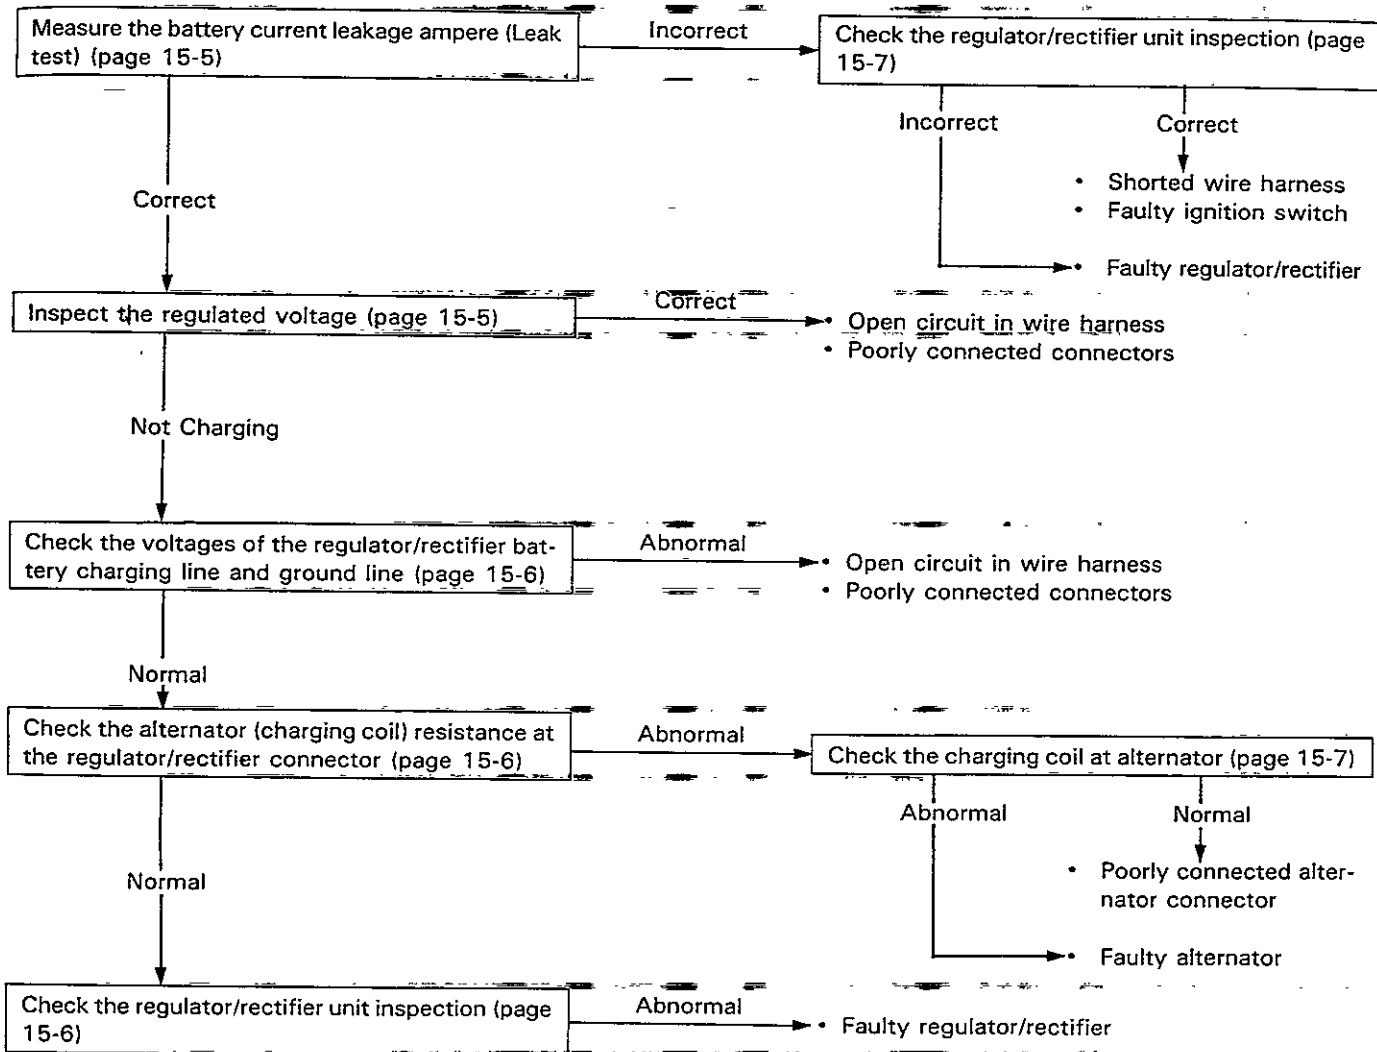 Measure the battery current leakage ampere (Leak
test) (page 15-5)
Incorrect
Check the regulator/rectifier unit inspection (page
15-7)
Incorrect
Correct
• Shorted wire harness
• Faulty ignition switch
• Faulty regulator/rectifier
Correct
Inspect the regulated voltage (page 15-5)
Correct
• Open circuit in wire harness
• Poorly connected connectors
Not Charging
Check the voltages of the regulator/rectifier bat-
tery charging line and ground line (page 15-6)
Abnormal
• Open circuit in wire harness
• Poorly connected connectors
Normal
Check the alternator (charging coil) resistance at
the regulator/rectifier connector (page 15-6)
Abnormal
Check the charging coil at alternator (page 15-7)
Abnormal
Normal
• Poorly connected alter-
nator connector
• Faulty alternator
Normal
Check the regulator/rectifier unit inspection (page
15-6)
Abnormal
• Faulty regulator/rectifier